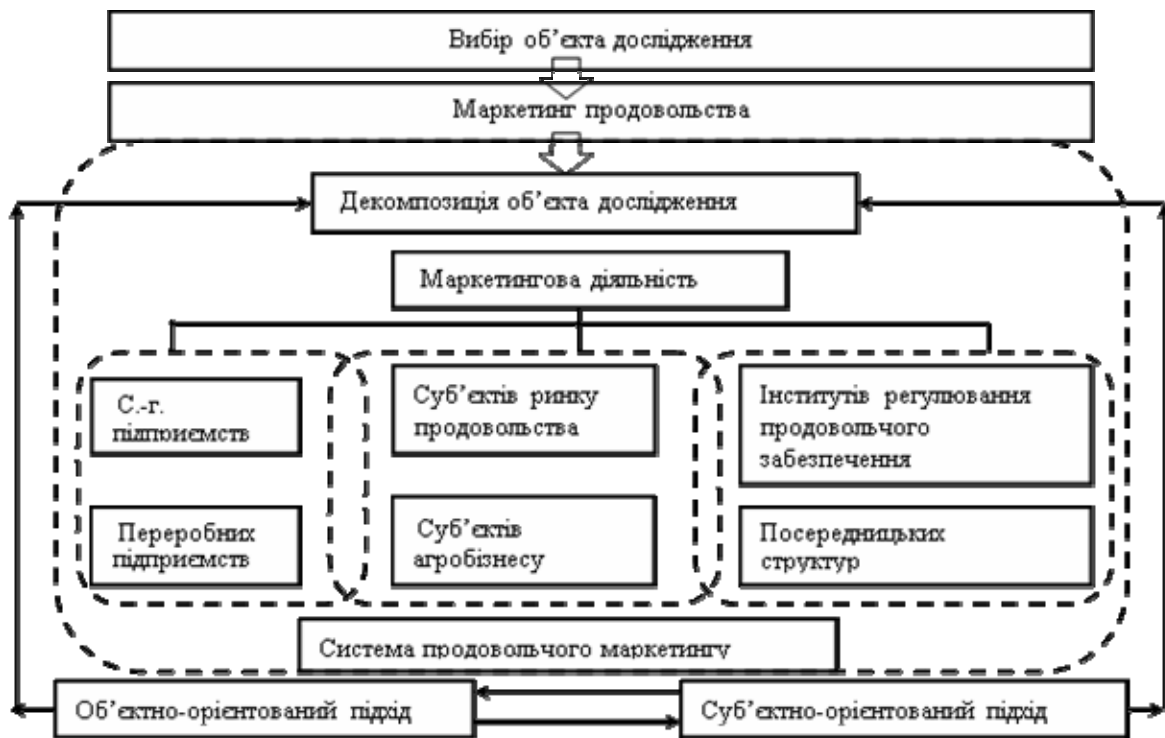 Вибір об’єкта дослідження
Маркетинг продовольства
Декомпозиція об’єкта дослідження
Маркетингова діяльність
С.-г.
підприємств
Суб’єктів ринку
продовольства
Інститутів регулювання
продовольчого
забезпечення
Переробних
підприємств
Суб’єктів
агробізнесу
Посередницьких
структур
Система продовольчого маркетингу
Об’єктно-орієнтований підхід
Суб’єктно-орієнтований підхід